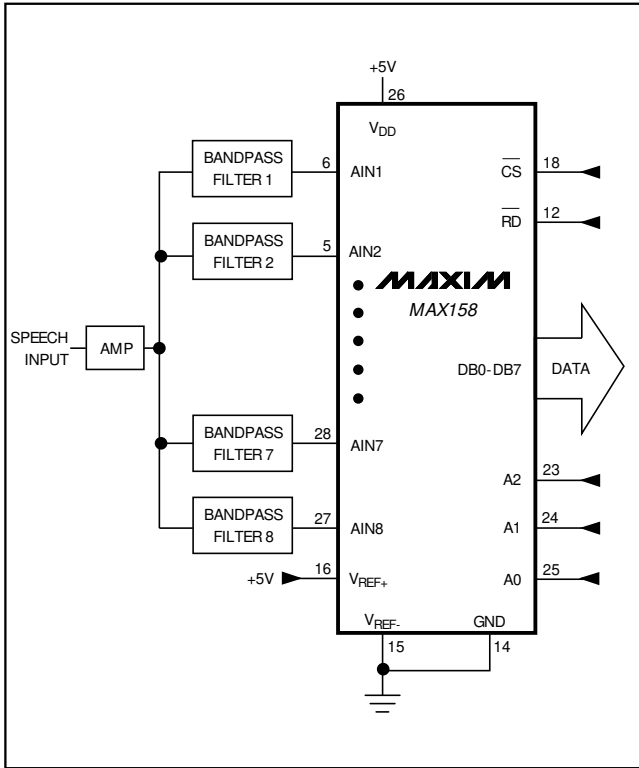 +5V
26
VDD
BANDPASS
FILTER 1
6
AIN1
CS
18
RD
12
BANDPASS
FILTER 2
5
AIN2
MAXIM
MAX158
SPEECH
INPUT
AMP
DB0-DB7
DATA
BANDPASS
FILTER 7
28
AIN7
A2
23
BANDPASS
FILTER 8
27
AIN8
A1
24
+5V
16
VREF+
A0
25
VREF-
GND
15
14